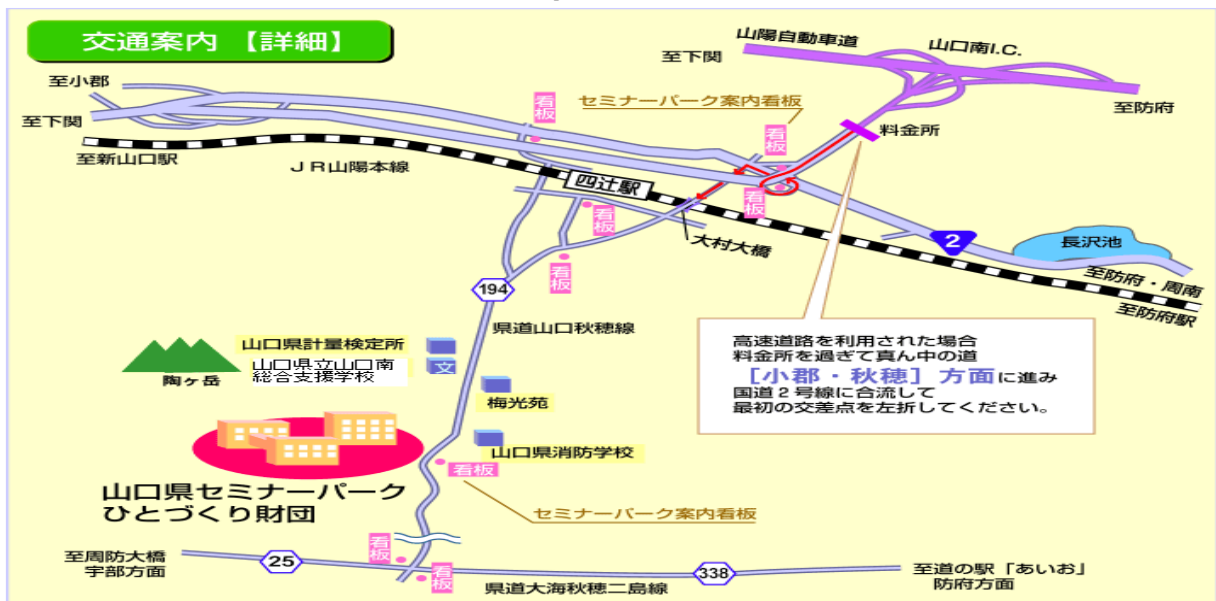 交通案内 【詳細】
山陽自動車道
山口南I.C.
至下関
至小郡
至防府
看板
セミナーパーク案内看板
至下関
看板
料金所
至新山口駅
JR山陽本線
四辻駅
看板
看板
大村大橋
2
長沢池
看板
至防府・周南
194
至防府駅
県道山口秋穂線
高速道路を利用された場合
料金所を過ぎて真ん中の道
［小郡・秋穂］方面に進み
国道２号線に合流して
最初の交差点を左折してください。
山口県計量検定所
山口県立山口南
総合支援学校
文
陶ヶ岳
梅光苑
山口県消防学校
看板
山口県セミナーパーク
ひとづくり財団
セミナーパーク案内看板
看板
至周防大橋
宇部方面
25
看板
県道大海秋穂二島線
338
至道の駅「あいお」
防府方面